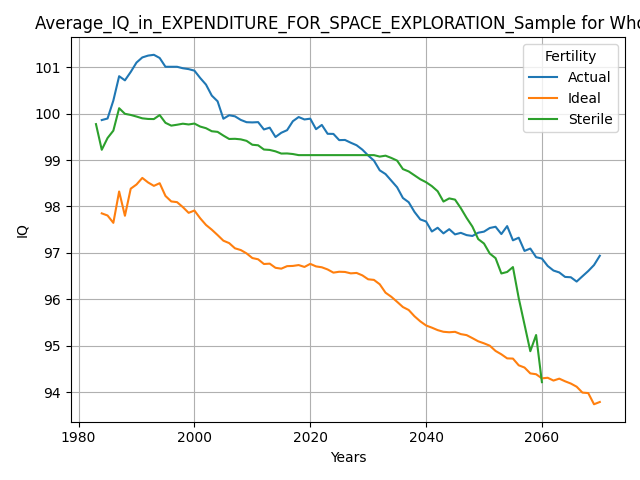 Average_IQ_in_EXPENDITURE_FOR_SPACE_EXPLORATION_Sample for Who
Fertility
Actual
Ideal
Sterile
IQ
101
100
99
98
97
96
95
94
1980
2000
2020
2040
2060
Years